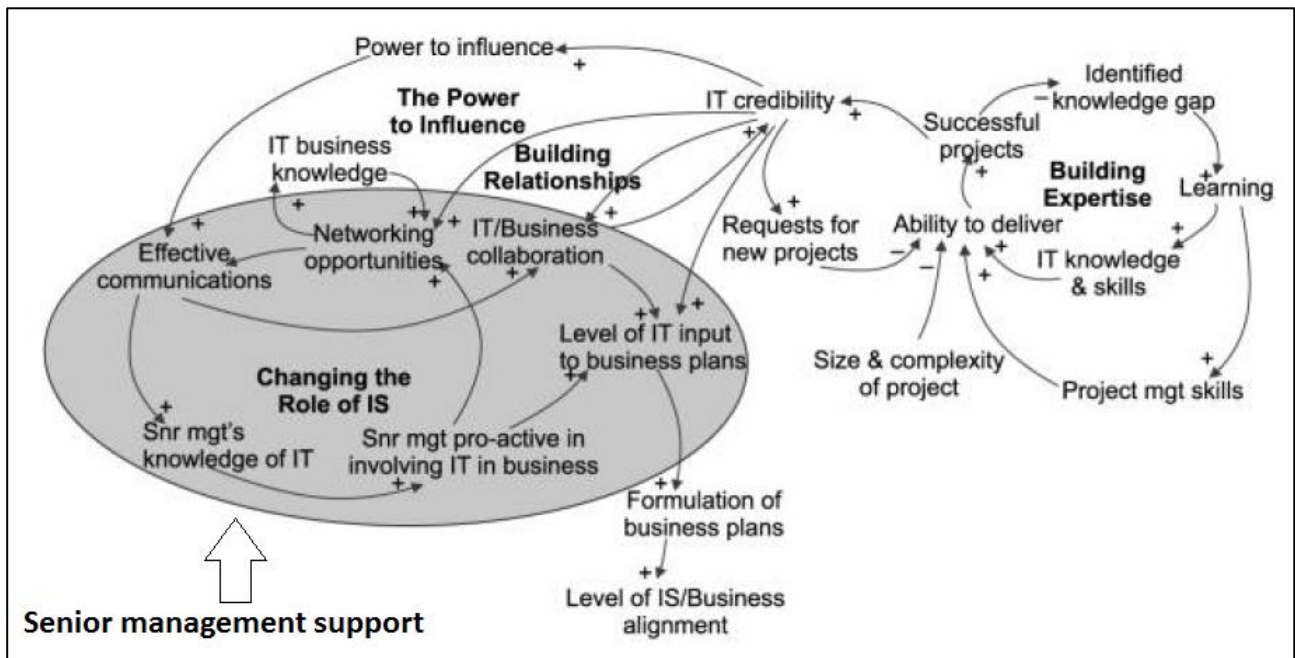 Power to influence
+
The Power
to Influence
IT credibility
+
Identified
knowledge gap
−
Successful
projects
+
IT business
knowledge
+
Building
Relationships
+
Building
Expertise
+
Learning
+
Effective
communications
+
Networking
opportunities
+
+
+
IT/Business
collaboration
+
+
Requests for
new projects
+
Ability to deliver
−
−
+
+
IT knowledge
& skills
+
Level of IT input
to business plans
+
+
+
Size & complexity
of project
Project mgt skills
+
Changing the
Role of IS
Snr mgt's
knowledge of IT
+
Snr mgt pro-active in
involving IT in business
+
Formulation of
business plans
+
Level of IS/Business
alignment
+
Senior management support